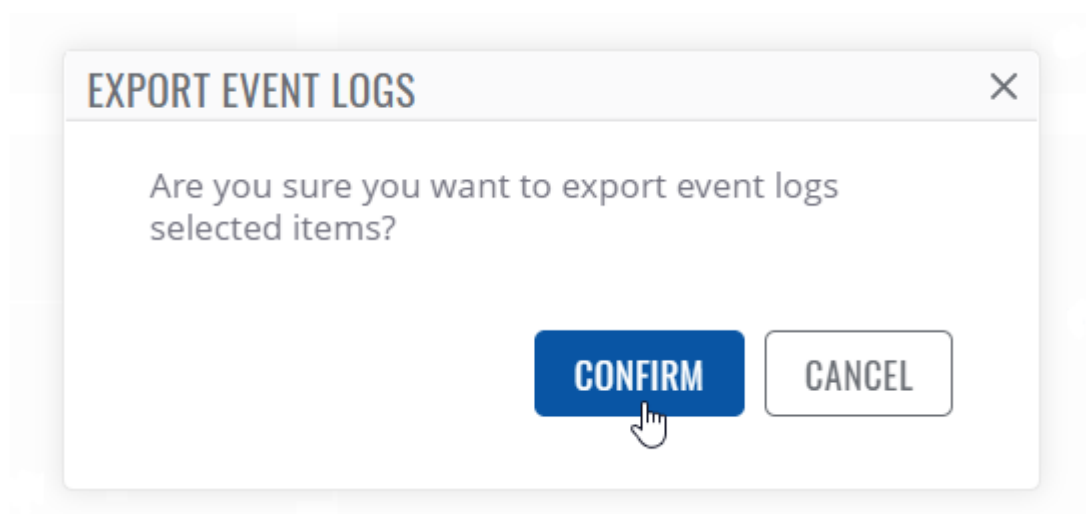 EXPORT EVENT LOGS
Are you sure you want to export event logs
selected items?
CONFIRM
CANCEL